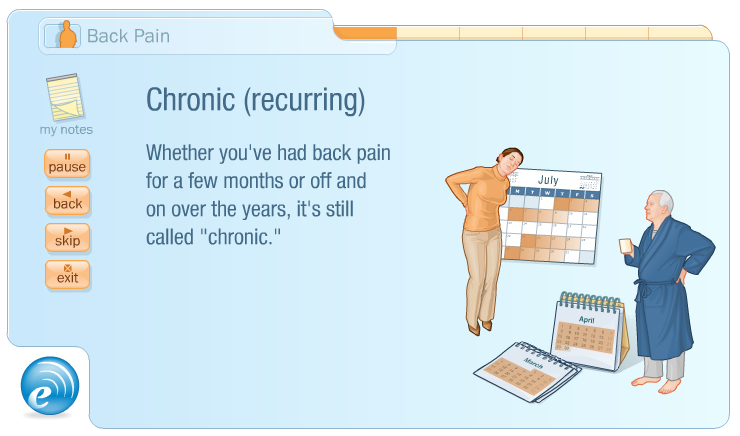 Back Pain
my notes
pause
back
skip
exit
Chronic (recurring)
Whether you've had back pain
for a few months or off and
on over the years, it's still
called "chronic."
July
April
March
e